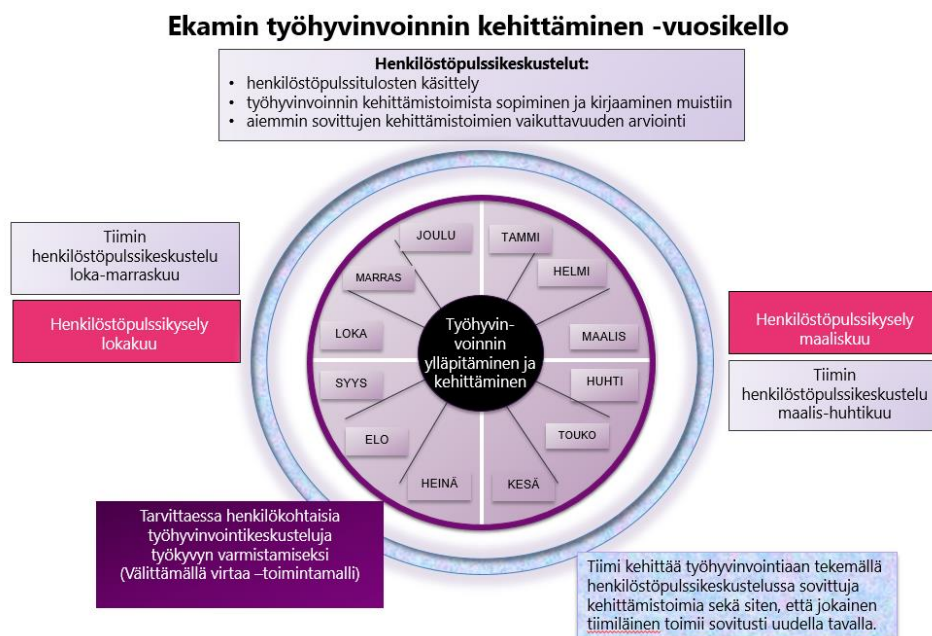 Ekamin työhyvinvoinnin kehittäminen -vuosikello
Henkilöstöpulssikeskustelut:
• henkilöstöpulssitulosten käsittely
• työhyvinvoinnin kehittämistoimista sopiminen ja kirjaaminen muistiin
• aiemmin sovittujen kehittämistoimien vaikuttavuuden arviointi
Tiimin
henkilöstöpulssikeskustelu
loka-marraskuu
Henkilöstöpulssikysely
lokakuu
JOULU
TAMMI
MARRAS
HELMI
LOKA
MAALIS
SYYS
HUHTI
ELO
TOUKO
HEINÄ
KESÄ
Työhyvin-
voinnin
ylläpitäminen ja
kehittäminen
Henkilöstöpulssikysely
maaliskuu
Tiimin
henkilöstöpulssikeskustelu
maalis-huhtikuu
Tarvittaessa henkilökohtaisia
työhyvinvointikeskusteluja
työkyvyn varmistamiseksi
(Välittämällä virtaa –toimintamalli)
Tiimi kehittää työhyvinvointiaan tekemällä
henkilöstöpulssikeskustelussa sovittuja
kehittämistoimia sekä siten, että jokainen
tiimiläinen toimii sovitusti uudella tavalla.